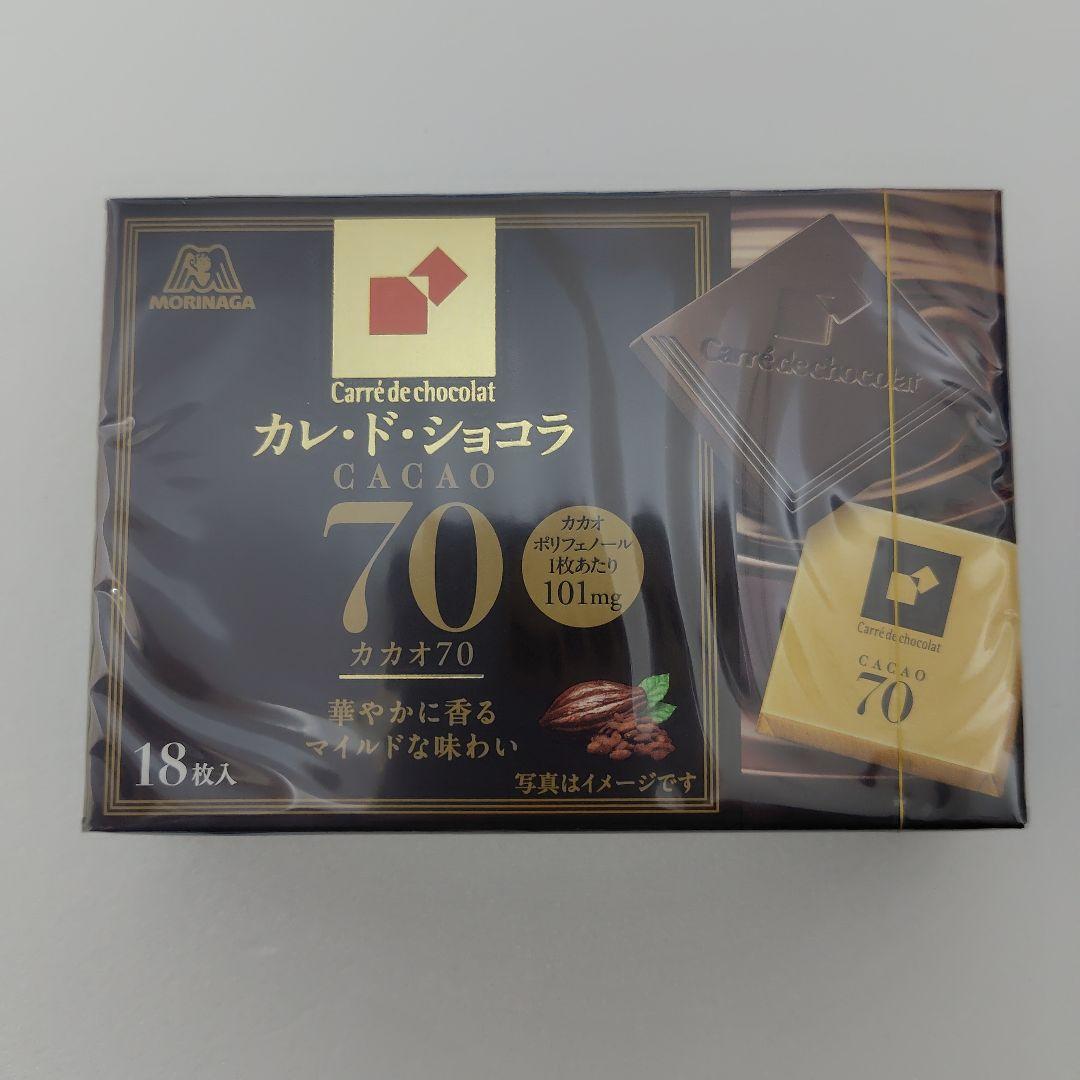 MORINAGA
Carré de chocolat
カレ・ド・ショコラ
CACAO
70
カカオ70
華やかに香る
マイルドな味わい
18枚入
カカオ
ポリフェノール
1枚あたり
101mg
写真はイメージです
Carré de chocolat
Carré de chocolat
CACAO
70